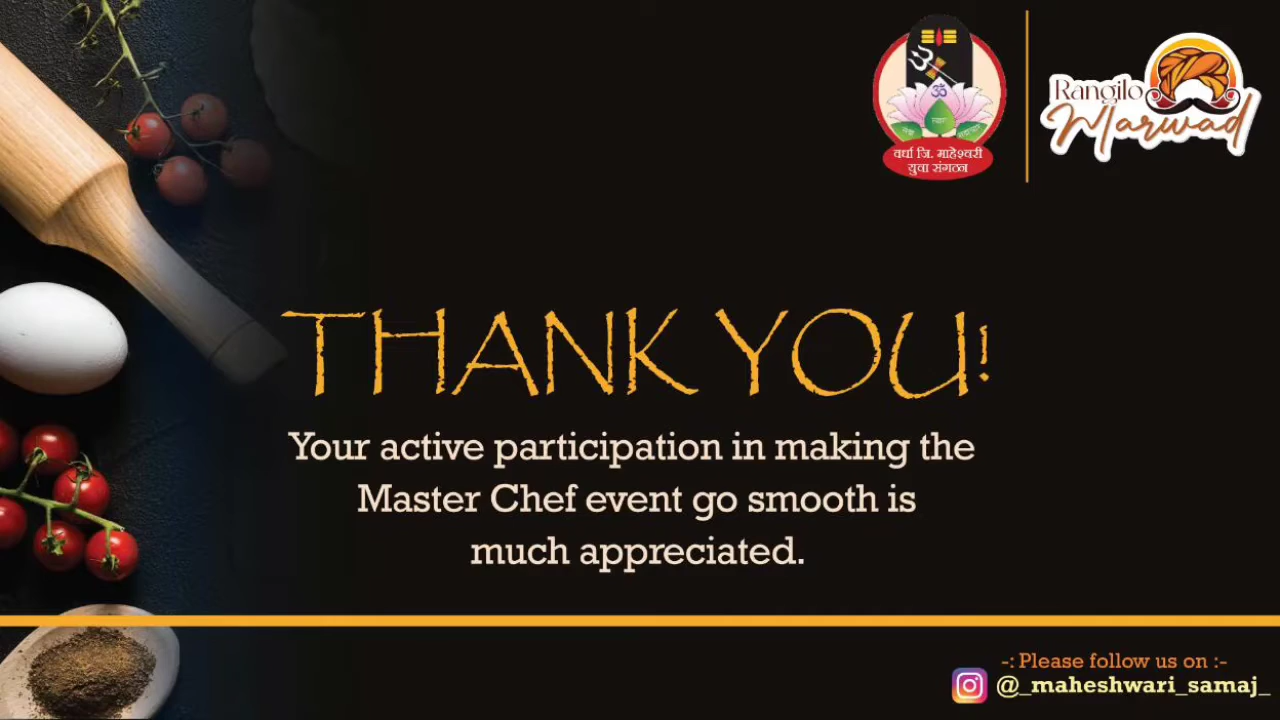 ॐ
वर्धा जि. माहेश्वरी
युवा संगठन
Rangilo
Marwad
THANK YOU!
Your active participation in making the
Master Chef event go smooth is
much appreciated.
-: Please follow us on :-
@_maheshwari_samaj_